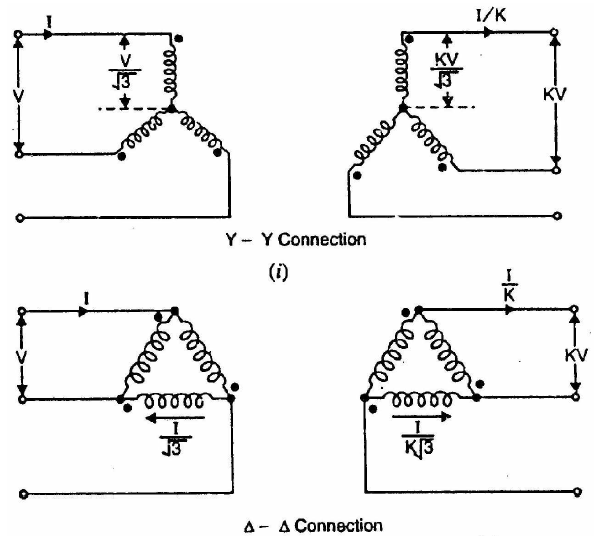 I
I/K
V/√3
KV/√3
V
KV
Y – Y Connection
(i)
I
I/K
V
KV
I/√3
I/K√3
Δ – Δ Connection